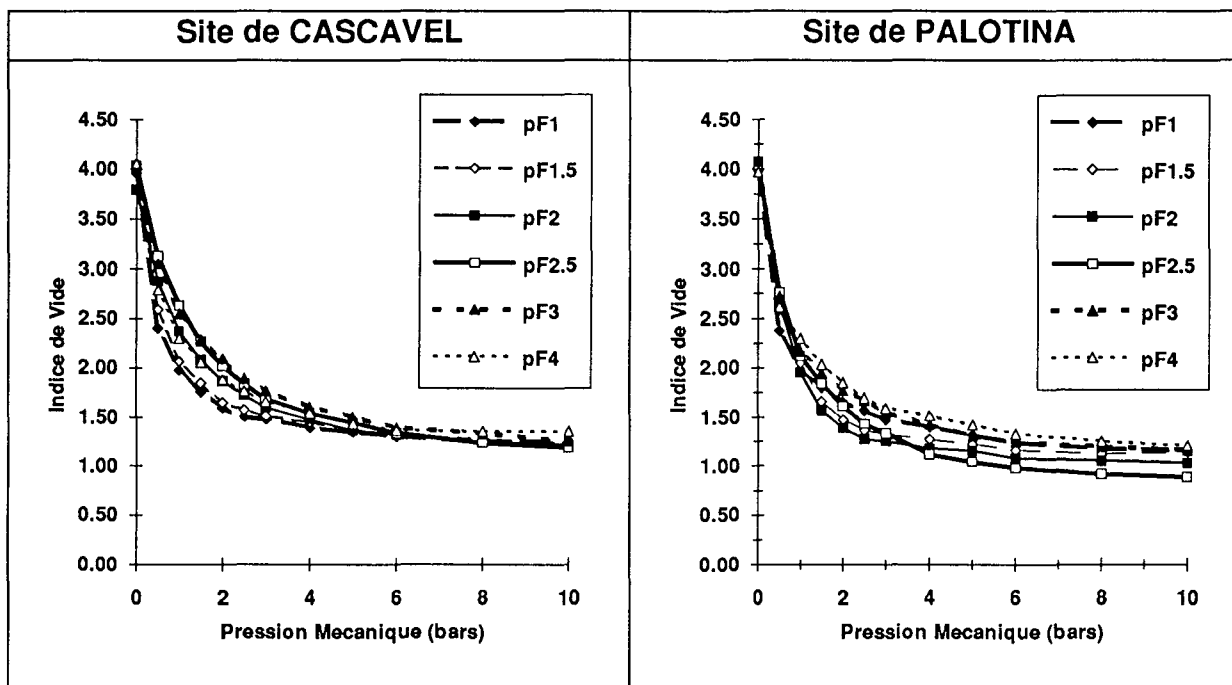 Site de CASCAVEL
Site de PALOTINA
Indice de Vide
4.50
4.00
3.50
3.00
2.50
2.00
1.50
1.00
0.50
0.00
0 2 4 6 8 10
Pression Mecanique (bars)
pF1
pF1.5
pF2
pF2.5
pF3
pF4
Indice de Vide
4.50
4.00
3.50
3.00
2.50
2.00
1.50
1.00
0.50
0.00
0 2 4 6 8 10
Pression Mecanique (bars)
pF1
pF1.5
pF2
pF2.5
pF3
pF4